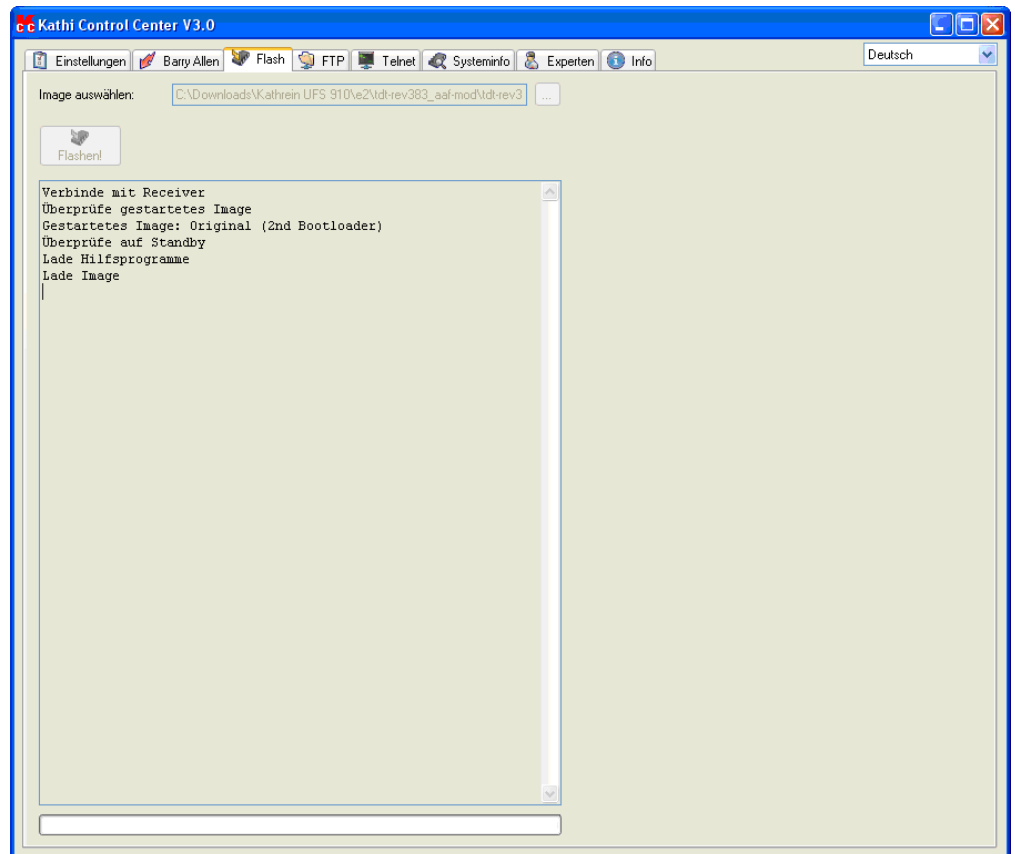 Kathi Control Center V3.0
Einstellungen Barry Allen Flash FTP Telnet Systeminfo Experten Info Deutsch
Image auswählen: C:\Downloads\Kathrein UFS 910\e2\tdt-rev383_aaf-mod\tdt-rev3 ...
Flashen!
Verbinde mit Receiver
Überprüfe gestartetes Image
Gestartetes Image: Original (2nd Bootloader)
Überprüfe auf Standby
Lade Hilfsprogramme
Lade Image